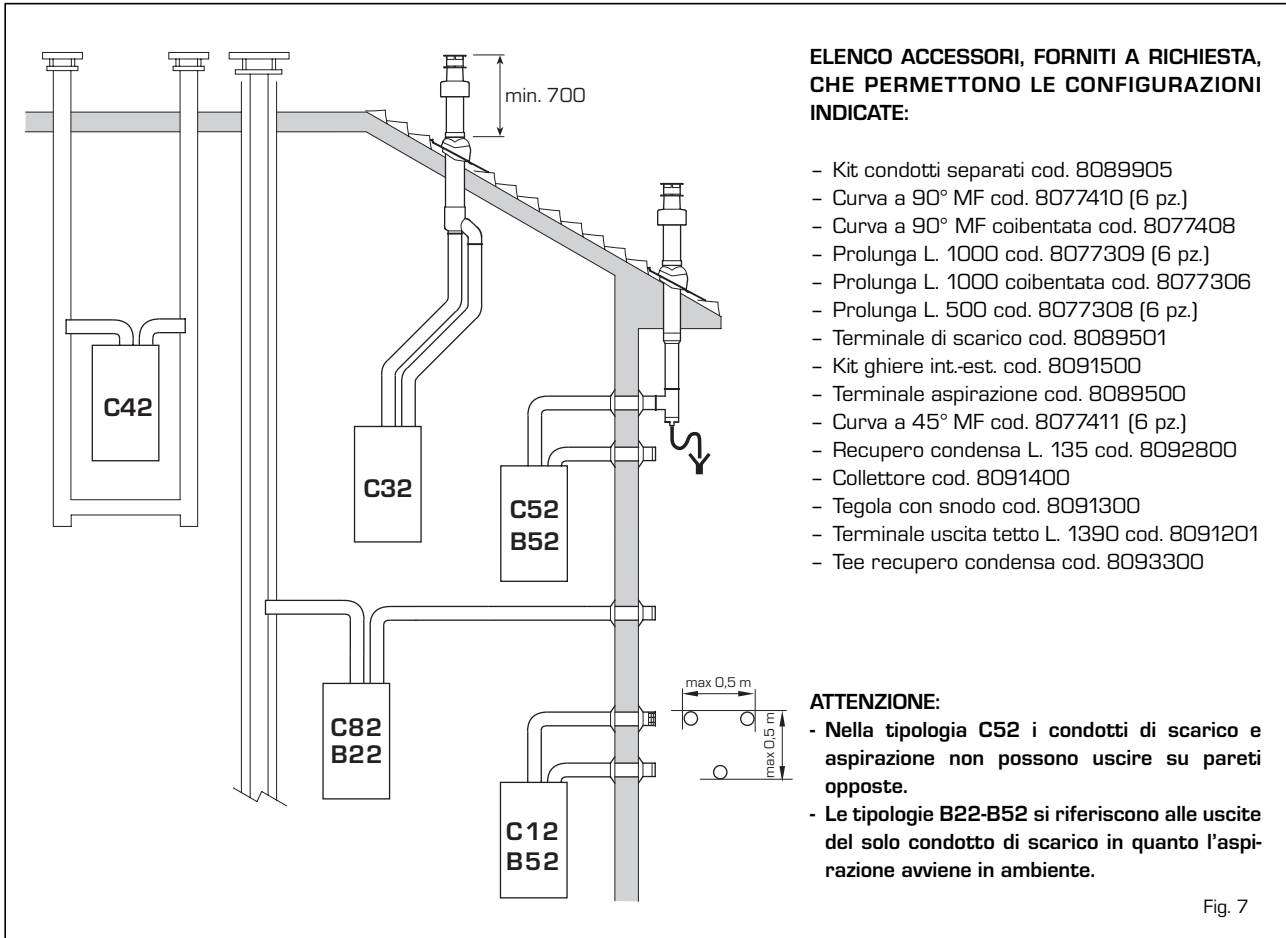 min. 700
C42
C32
C52
B52
C82
B22
C12
B52
max 0,5 m
max 0,5 m
ELENCO ACCESSORI, FORNITI A RICHIESTA,
CHE PERMETTONO LE CONFIGURAZIONI
INDICATE:
– Kit condotti separati cod. 8089905
– Curva a 90° MF cod. 8077410 (6 pz.)
– Curva a 90° MF coibentata cod. 8077408
– Prolunga L. 1000 cod. 8077309 (6 pz.)
– Prolunga L. 1000 coibentata cod. 8077306
– Prolunga L. 500 cod. 8077308 (6 pz.)
– Terminale di scarico cod. 8089501
– Kit ghiere int.-est. cod. 8091500
– Terminale aspirazione cod. 8089500
– Curva a 45° MF cod. 8077411 (6 pz.)
– Recupero condensa L. 135 cod. 8092800
– Collettore cod. 8091400
– Tegola con snodo cod. 8091300
– Terminale uscita tetto L. 1390 cod. 8091201
– Tee recupero condensa cod. 8093300
ATTENZIONE:
- Nella tipologia C52 i condotti di scarico e
aspirazione non possono uscire su pareti
opposte.
- Le tipologie B22-B52 si riferiscono alle uscite
del solo condotto di scarico in quanto l'aspi-
razione avviene in ambiente.
Fig. 7